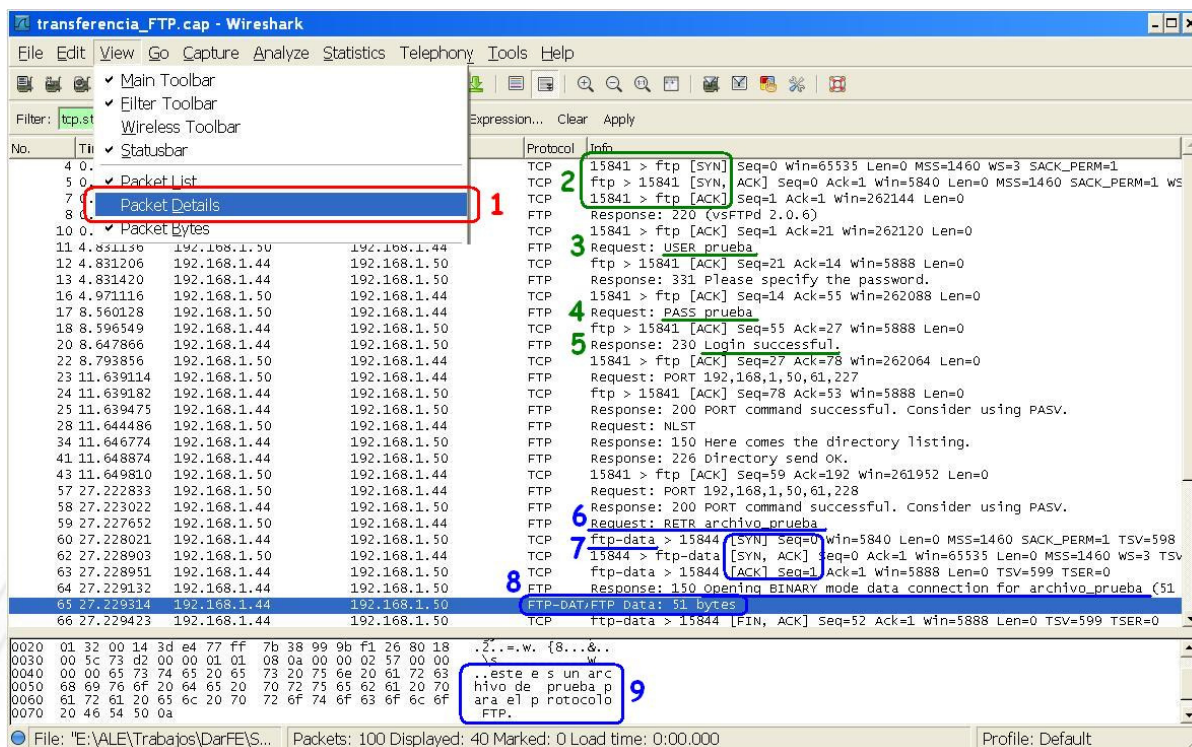 transferencia_FTP.cap - Wireshark
File Edit View Go Capture Analyze Statistics Telephony Tools Help
Main Toolbar
Filter Toolbar
Wireless Toolbar
Statusbar
Packet List
Packet Details 1
Packet Bytes
Filter: tcp.st Expression... Clear Apply
No. Protocol Info
4 0. TCP 15841 > ftp [SYN] Seq=0 Win=65535 Len=0 MSS=1460 WS=3 SACK_PERM=1
5 0. TCP 2 ftp > 15841 [SYN, ACK] Seq=0 Ack=1 Win=5840 Len=0 MSS=1460 SACK_PERM=1 WS
7 0. TCP 15841 > ftp [ACK] Seq=1 Ack=1 Win=262144 Len=0
8 0. FTP Response: 220 (vsFTPd 2.0.6)
10 0. TCP 15841 > ftp [ACK] Seq=1 Ack=21 Win=262120 Len=0
11 4.831136 192.168.1.50 192.168.1.44 FTP 3 Request: USER prueba
12 4.831206 192.168.1.44 192.168.1.50 TCP ftp > 15841 [ACK] Seq=21 Ack=14 Win=5888 Len=0
13 4.831420 192.168.1.44 192.168.1.50 FTP Response: 331 Please specify the password.
16 4.971116 192.168.1.50 192.168.1.44 TCP 15841 > ftp [ACK] Seq=14 Ack=55 Win=262088 Len=0
17 8.560128 192.168.1.50 192.168.1.44 FTP 4 Request: PASS prueba
18 8.596549 192.168.1.44 192.168.1.50 TCP ftp > 15841 [ACK] Seq=55 Ack=27 Win=5888 Len=0
20 8.647866 192.168.1.44 192.168.1.50 FTP 5 Response: 230 Login successful.
22 8.793856 192.168.1.50 192.168.1.44 TCP 15841 > ftp [ACK] Seq=27 Ack=78 Win=262064 Len=0
23 11.639114 192.168.1.50 192.168.1.44 FTP Request: PORT 192,168,1,50,61,227
24 11.639182 192.168.1.44 192.168.1.50 TCP ftp > 15841 [ACK] Seq=78 Ack=53 Win=5888 Len=0
25 11.639475 192.168.1.44 192.168.1.50 FTP Response: 200 PORT command successful. Consider using PASV.
28 11.644486 192.168.1.50 192.168.1.44 FTP Request: NLST
34 11.646774 192.168.1.44 192.168.1.50 FTP Response: 150 Here comes the directory listing.
41 11.648874 192.168.1.44 192.168.1.50 FTP Response: 226 Directory send OK.
43 11.649810 192.168.1.50 192.168.1.44 TCP 15841 > ftp [ACK] Seq=59 Ack=192 Win=261952 Len=0
57 27.222833 192.168.1.50 192.168.1.44 FTP Request: PORT 192,168,1,50,61,228
58 27.223022 192.168.1.44 192.168.1.50 FTP Response: 200 PORT command successful. Consider using PASV.
59 27.227652 192.168.1.50 192.168.1.44 FTP 6 Request: RETR archivo_prueba
60 27.228021 192.168.1.44 192.168.1.50 TCP 7 ftp-data > 15844 [SYN] Seq=0 Win=5840 Len=0 MSS=1460 SACK_PERM=1 TSV=598
62 27.228903 192.168.1.50 192.168.1.44 TCP 15844 > ftp-data [SYN, ACK] Seq=0 Ack=1 Win=65535 Len=0 MSS=1460 WS=3 TSV
63 27.228951 192.168.1.44 192.168.1.50 TCP ftp-data > 15844 [ACK] Seq=1 Ack=1 Win=5888 Len=0 TSV=599 TSER=0
64 27.229132 192.168.1.44 192.168.1.50 8 FTP Response: 150 Opening BINARY mode data connection for archivo_prueba (51
65 27.229314 192.168.1.44 192.168.1.50 FTP-DAT FTP Data: 51 bytes
66 27.229423 192.168.1.44 192.168.1.50 TCP ftp-data > 15844 [FIN, ACK] Seq=52 Ack=1 Win=5888 Len=0 TSV=599 TSER=0
0020 01 32 00 14 3d e4 77 ff 7b 38 99 9b f1 26 80 18 .2..=.w. {8...&..
0030 00 5c 73 d2 00 00 01 01 08 0a 00 00 02 57 00 00 .\s..... .....W..
0040 00 00 65 73 74 65 20 65 73 20 75 6e 20 61 72 63 ..este e s un arc
0050 68 69 76 6f 20 64 65 20 70 72 75 65 62 61 20 70 hivo de prueba p 9
0060 61 72 61 20 65 6c 20 70 72 6f 74 6f 63 6f 6c 6f ara el p rotocolo
0070 20 46 54 50 0a FTP.
File: "E:\ALE\Trabajos\DarFE\S... Packets: 100 Displayed: 40 Marked: 0 Load time: 0:00.000 Profile: Default